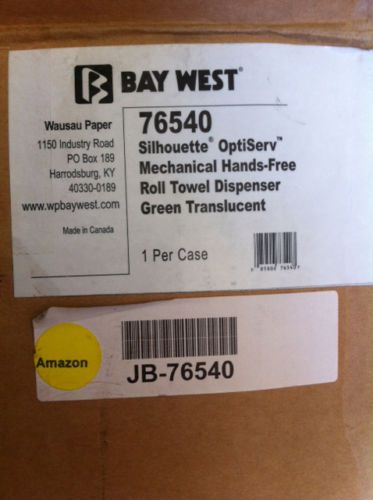 BAY WEST®
Wausau Paper
1150 Industry Road
PO Box 189
Harrodsburg, KY
40330-0189
www.wpbaywest.com
Made in Canada
76540
Silhouette® OptiServ™
Mechanical Hands-Free
Roll Towel Dispenser
Green Translucent
1 Per Case
Amazon
JB-76540